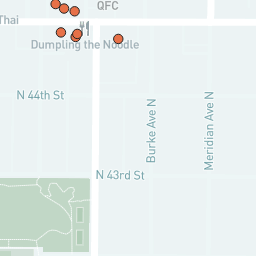 QFC
Thai
Dumpling the Noodle
N 44th St
Burke Ave N
Meridian Ave N
N 43rd St